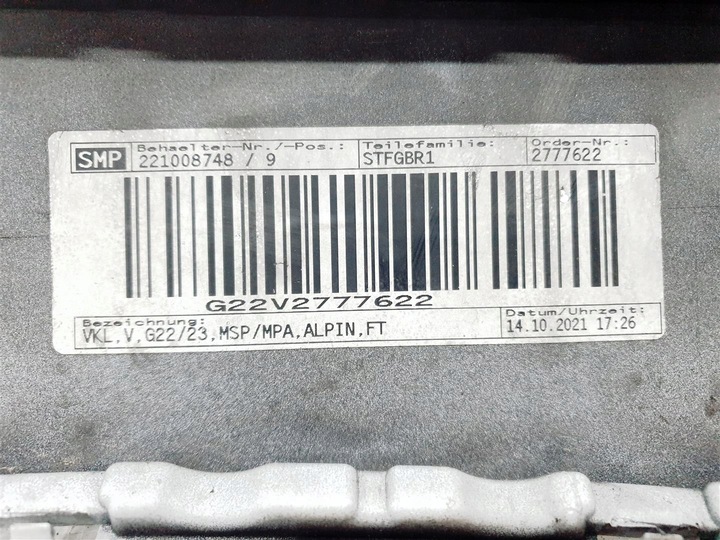 SMP
Behaelter-Nr./-Pos.: Teilefamilie: Order-Nr.:
221008748 / 9 STFGBR1 2777622
G22V2777622
Bezeichnung: Datum/Uhrzeit:
VKL,V,G22/23,MSP/MPA,ALPIN,FT 14.10.2021 17:26